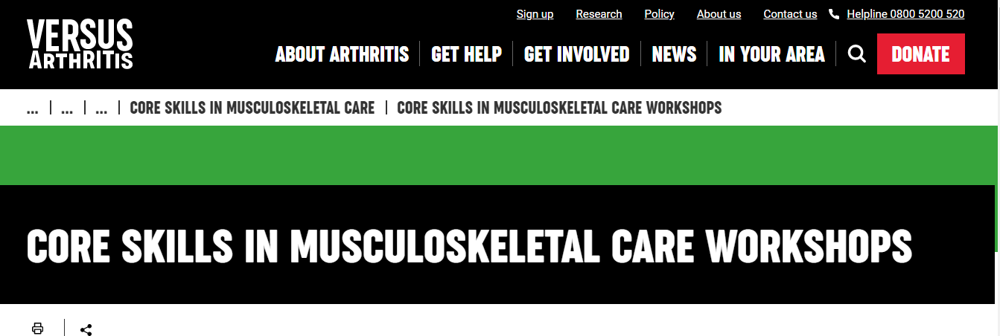 Sign up Research Policy About us Contact us Helpline 0800 5200 520
VERSUS
ARTHRITIS
ABOUT ARTHRITIS GET HELP GET INVOLVED NEWS IN YOUR AREA DONATE
... ... ... CORE SKILLS IN MUSCULOSKELETAL CARE CORE SKILLS IN MUSCULOSKELETAL CARE WORKSHOPS
CORE SKILLS IN MUSCULOSKELETAL CARE WORKSHOPS